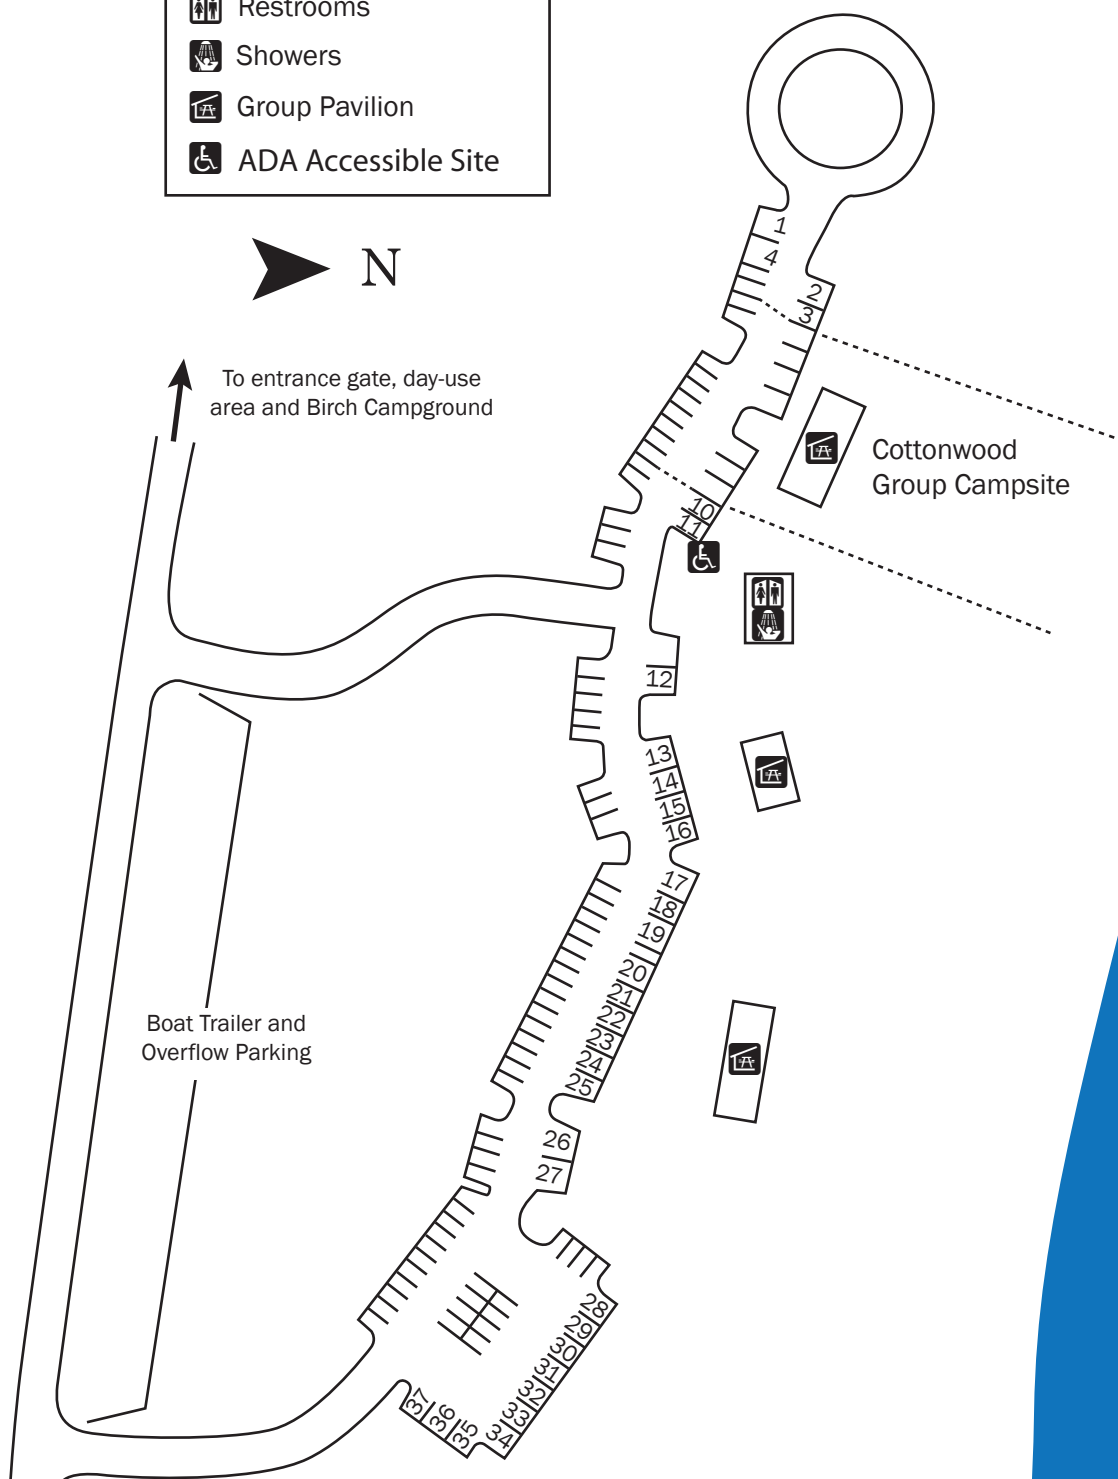 Restrooms
Showers
Group Pavilion
ADA Accessible Site
N
To entrance gate, day-use
area and Birch Campground
1
4
2
3
Cottonwood
Group Campsite
10
11
12
13
14
15
16
17
18
19
20
21
22
23
24
25
Boat Trailer and
Overflow Parking
26
27
28
29
30
31
32
33
34
35
36
37